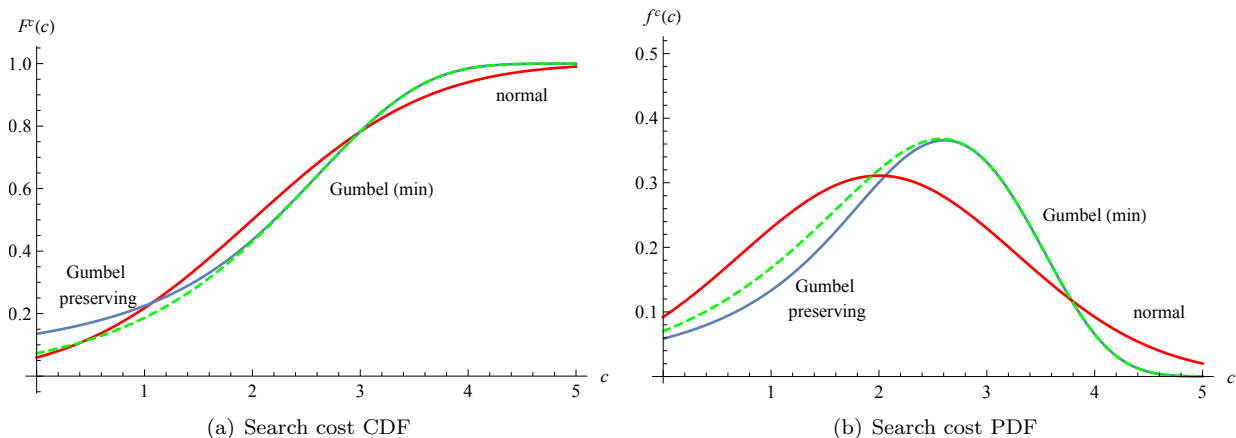 F^c(c)
1.0
0.8
0.6
0.4
0.2
normal
Gumbel (min)
Gumbel
preserving
1
2
3
4
5
c
(a) Search cost CDF
f^c(c)
0.5
0.4
0.3
0.2
0.1
Gumbel (min)
Gumbel
preserving
normal
1
2
3
4
5
c
(b) Search cost PDF